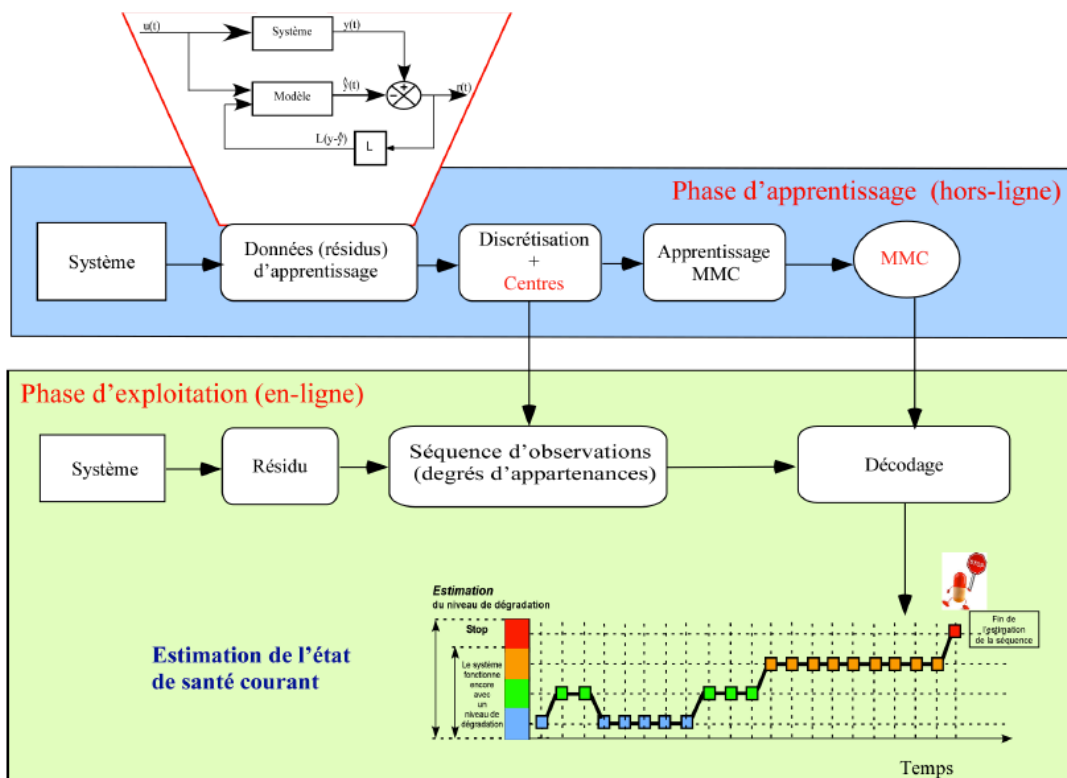 u(t)
Système
y(t)
+
-
Modèle
ŷ(t)
r(t)
L(y-ŷ)
L
Phase d’apprentissage (hors-ligne)
Système
Données (résidus)
d’apprentissage
Discrétisation
+
Centres
Apprentissage
MMC
MMC
Phase d’exploitation (en-ligne)
Système
Résidu
Séquence d’observations
(degrés d’appartenances)
Décodage
Estimation de l’état
de santé courant
Estimation
du niveau de dégradation
Stop
Le système
fonctionne
encore
avec
un
niveau de
dégradation
STOP
Fin de
l'estimation
de la séquence
Temps